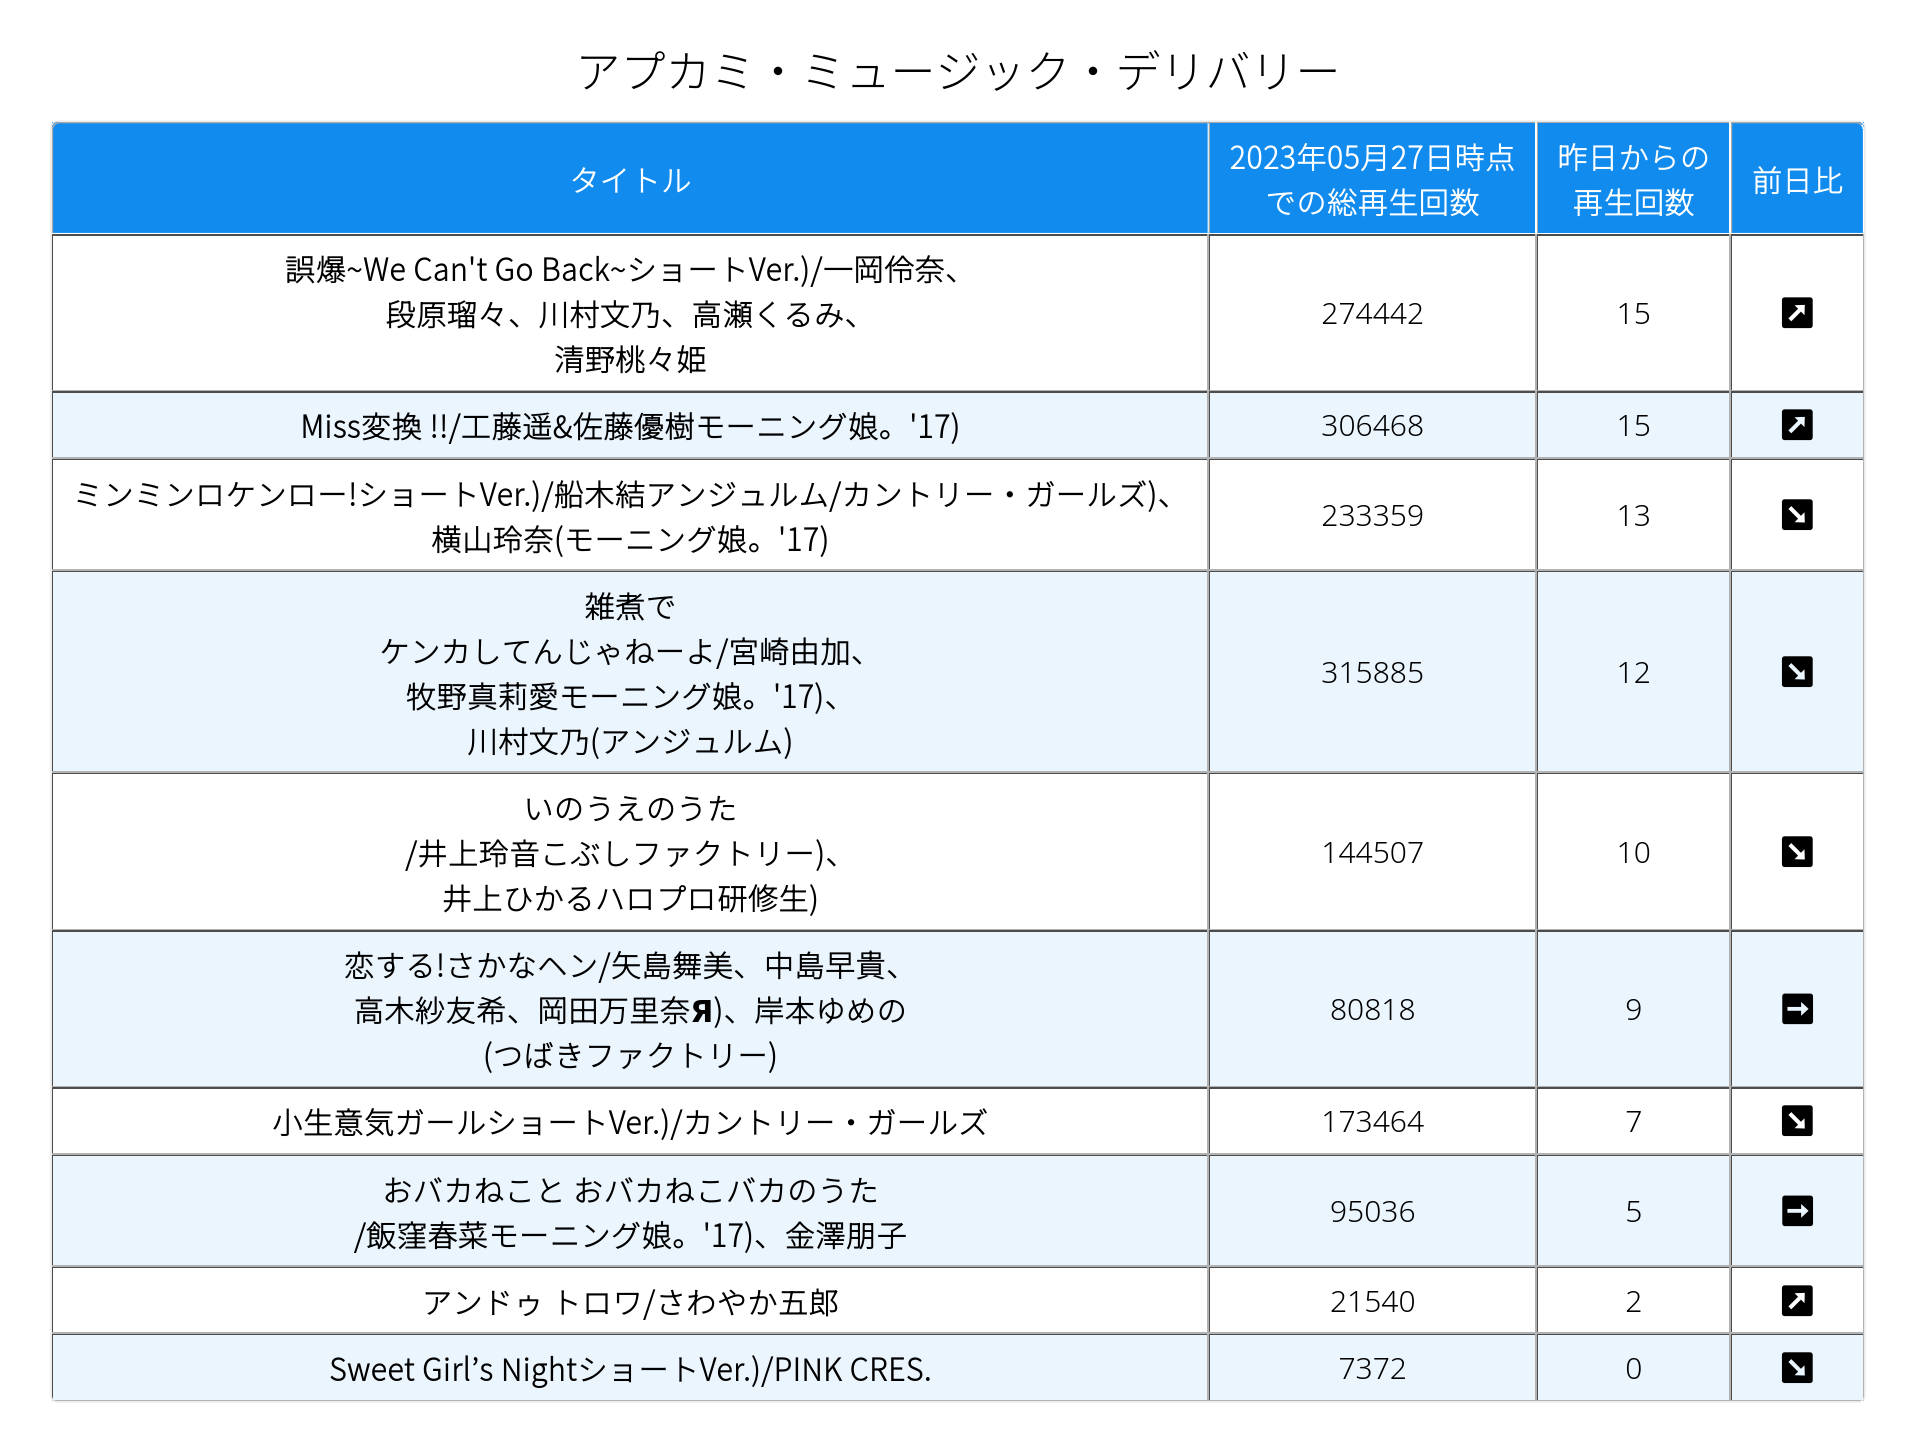 アプカミ・ミュージック・デリバリー
タイトル
2023年05月27日時点
での総再生回数
昨日からの
再生回数
前日比
誤爆~We Can't Go Back~ショートVer.)/一岡伶奈、
段原瑠々、川村文乃、高瀬くるみ、
清野桃々姫
274442
15
↗
Miss変換 !!/工藤遥&佐藤優樹モーニング娘。'17)
306468
15
↗
ミンミンロケンロー!ショートVer.)/船木結アンジュルム/カントリー・ガールズ)、
横山玲奈(モーニング娘。'17)
233359
13
↘
雑煮で
ケンカしてんじゃねーよ/宮崎由加、
牧野真莉愛モーニング娘。'17)、
川村文乃(アンジュルム)
315885
12
↘
いのうえのうた
/井上玲音こぶしファクトリー)、
井上ひかるハロプロ研修生)
144507
10
↘
恋する!さかなヘン/矢島舞美、中島早貴、
高木紗友希、岡田万里奈Я)、岸本ゆめの
(つばきファクトリー)
80818
9
→
小生意気ガールショートVer.)/カントリー・ガールズ
173464
7
↘
おバカねこと おバカねこバカのうた
/飯窪春菜モーニング娘。'17)、金澤朋子
95036
5
→
アンドゥ トロワ/さわやか五郎
21540
2
↗
Sweet Girl’s NightショートVer.)/PINK CRES.
7372
0
↘